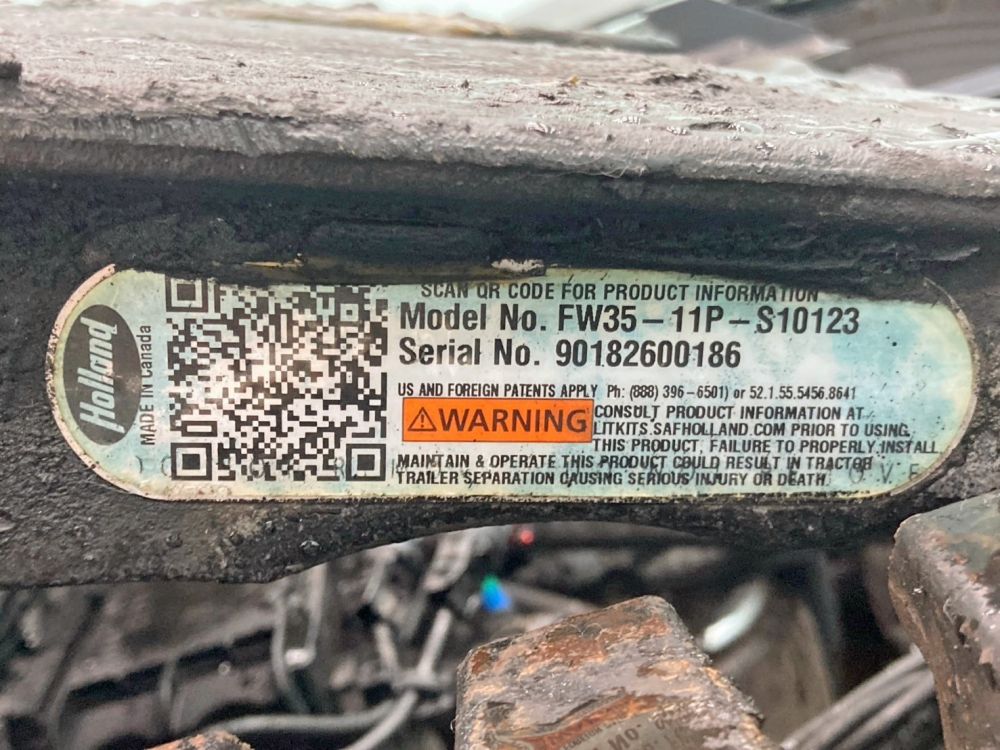 Holland
MADE IN Canada
SCAN QR CODE FOR PRODUCT INFORMATION
Model No. FW35-11P-S10123
Serial No. 90182600186
US AND FOREIGN PATENTS APPLY Ph: (888) 396-6501) or 52.1.55.5456.8641
⚠WARNING
CONSULT PRODUCT INFORMATION AT
LITKITS.SAFHOLLAND.COM PRIOR TO USING
THIS PRODUCT, FAILURE TO PROPERLY INSTALL
MAINTAIN & OPERATE THIS PRODUCT COULD RESULT IN TRACTOR
TRAILER SEPARATION CAUSING SERIOUS INJURY OR DEATH.